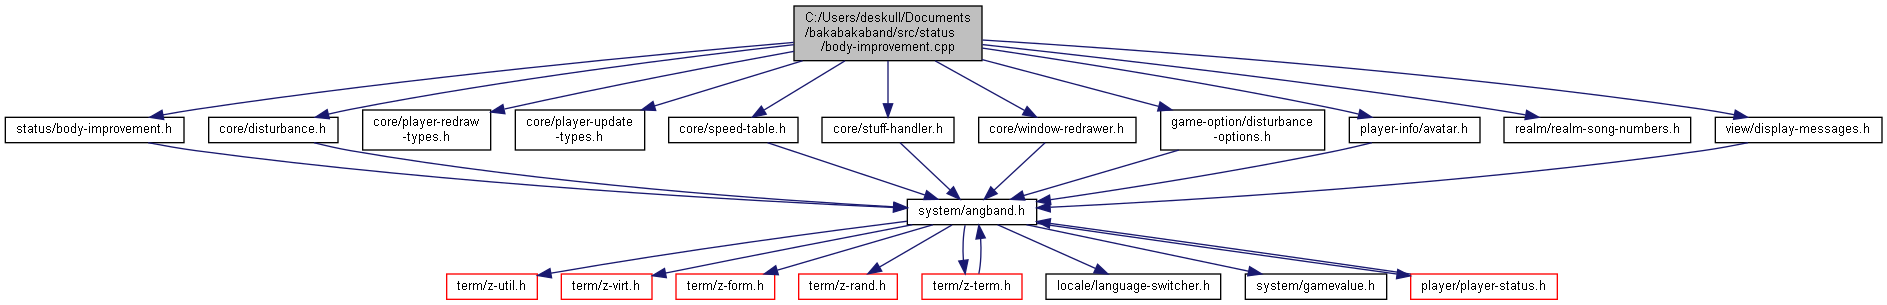 C:/Users/deskull/Documents
/bakabakaband/src/status
/body-improvement.cpp
status/body-improvement.h
core/disturbance.h
core/player-redraw
-types.h
core/player-update
-types.h
core/speed-table.h
core/stuff-handler.h
core/window-redrawer.h
game-option/disturbance
-options.h
player-info/avatar.h
realm/realm-song-numbers.h
view/display-messages.h
system/angband.h
term/z-util.h
term/z-virt.h
term/z-form.h
term/z-rand.h
term/z-term.h
locale/language-switcher.h
system/gamevalue.h
player/player-status.h